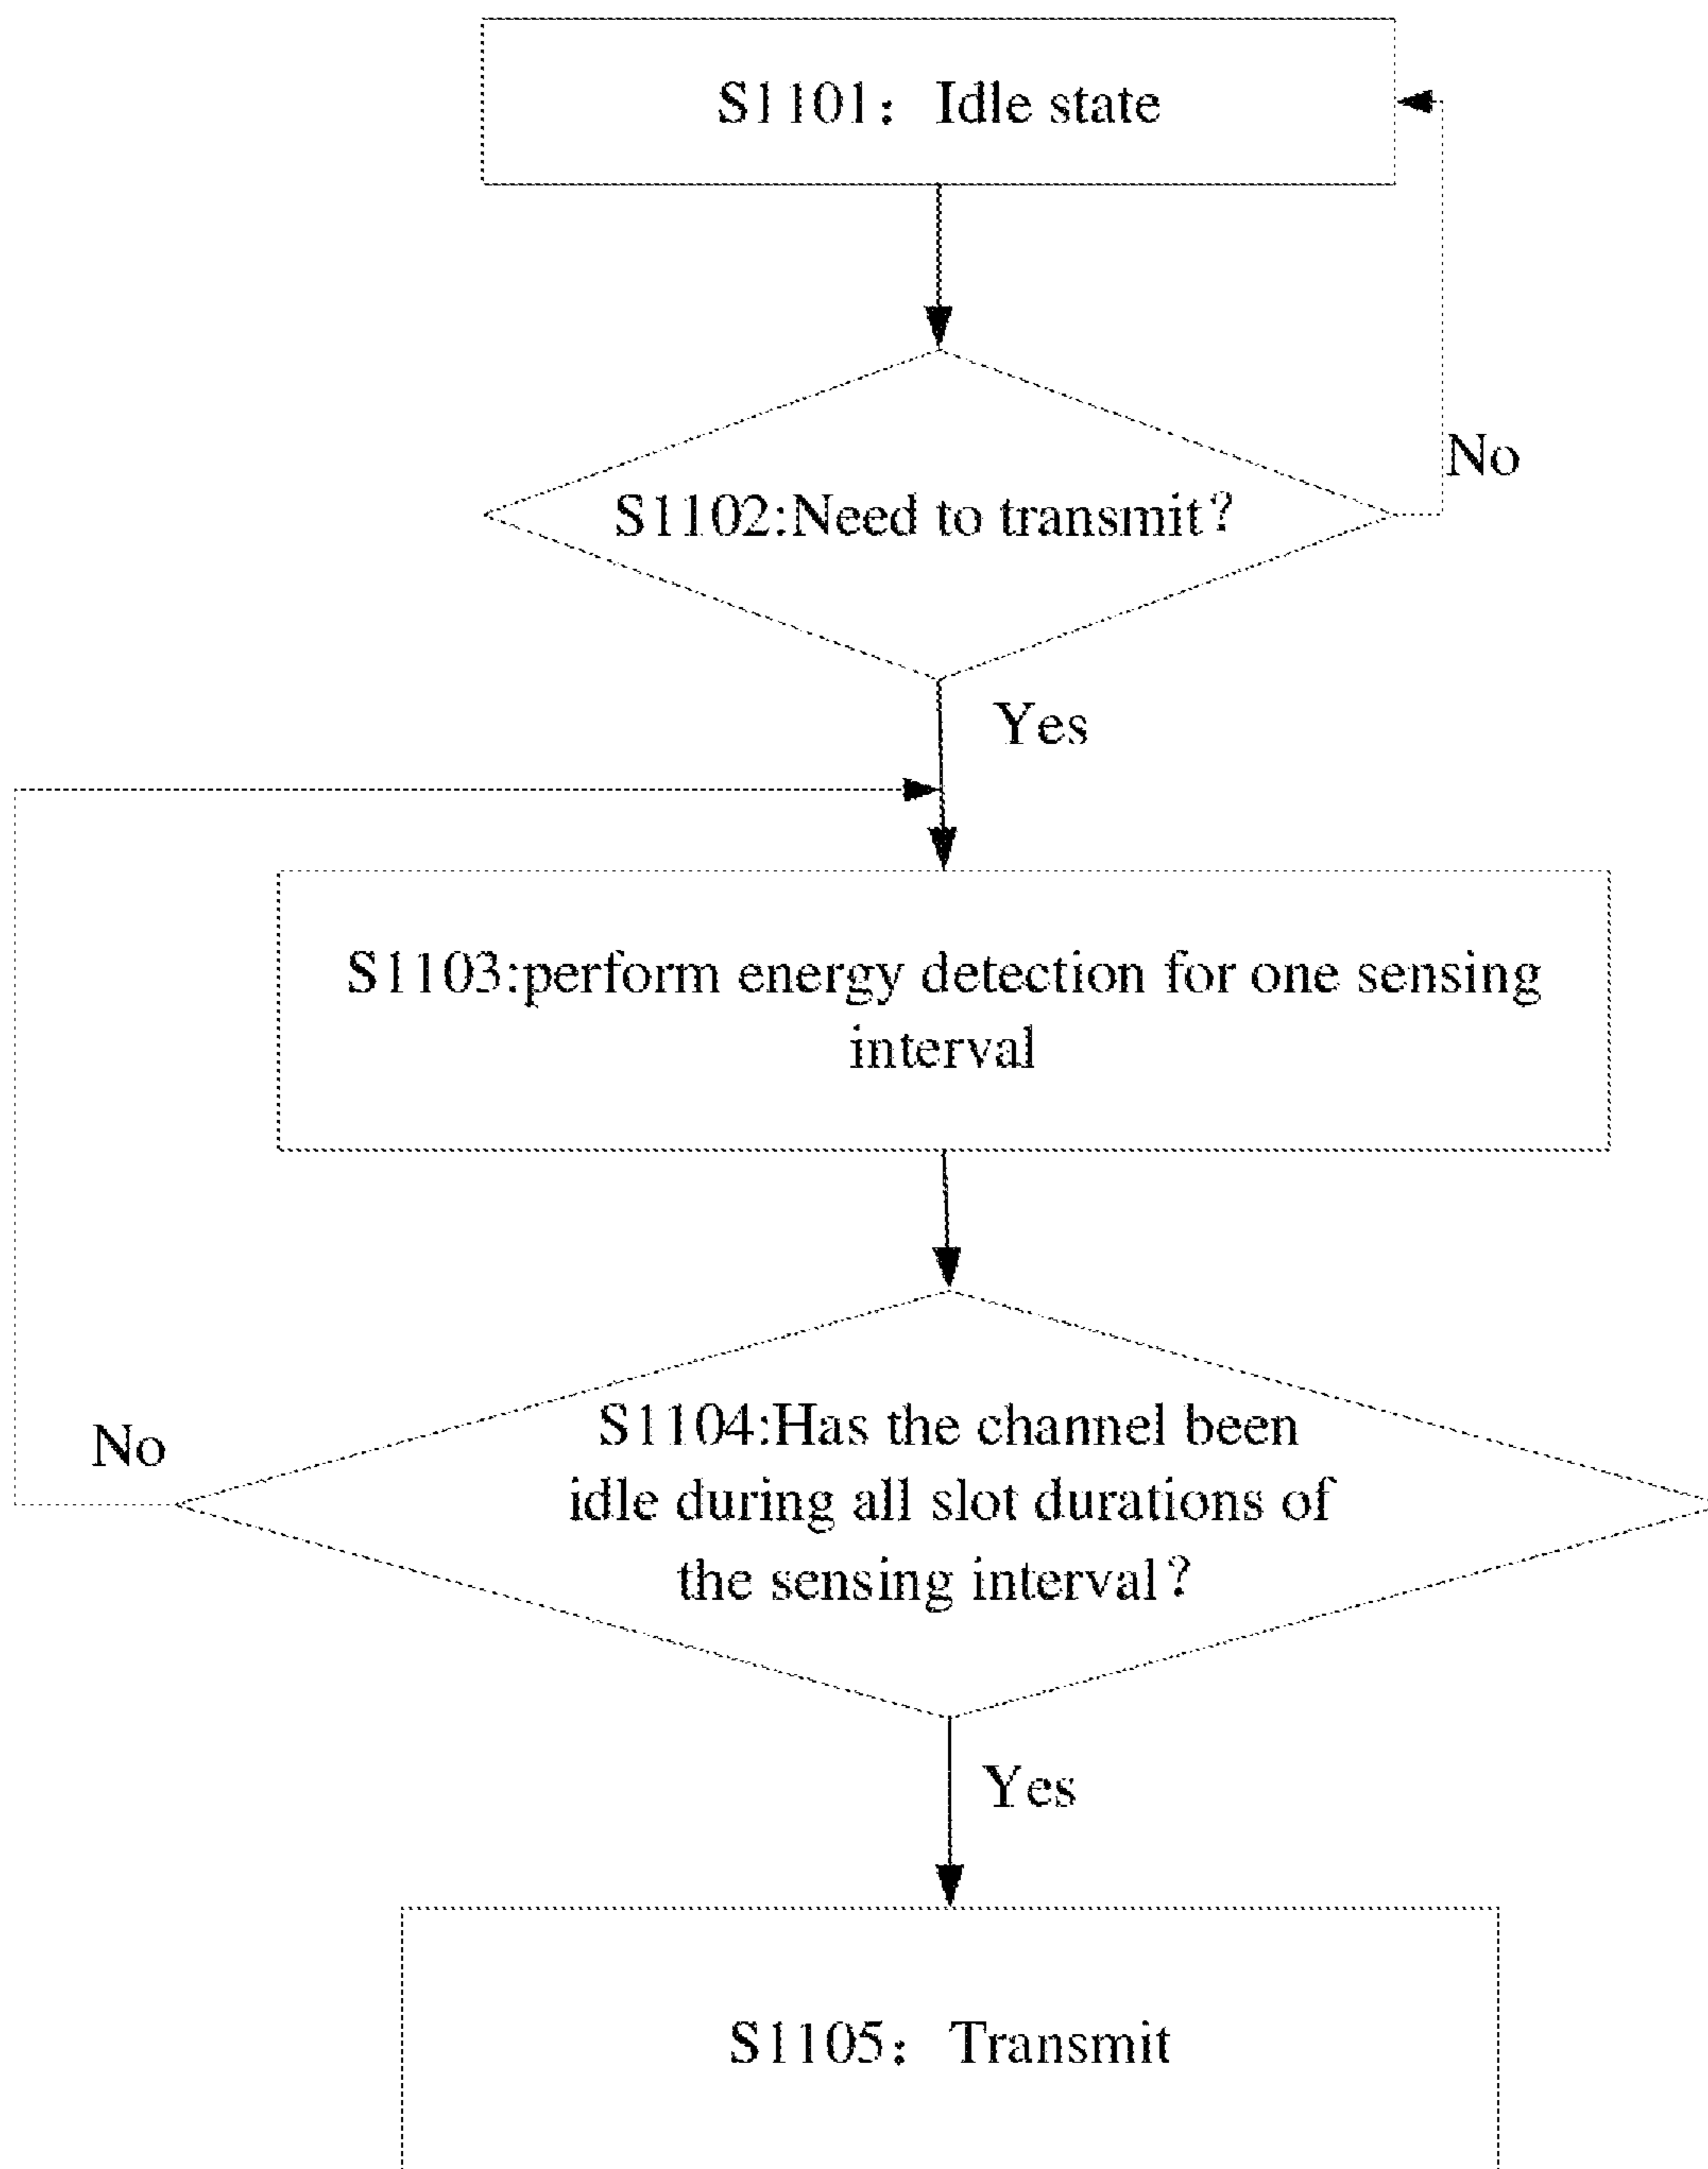 S1101：Idle state
S1102:Need to transmit？
No
Yes
S1103:perform energy detection for one sensing
interval
S1104:Has the channel been
idle during all slot durations of
the sensing interval？
No
Yes
S1105：Transmit